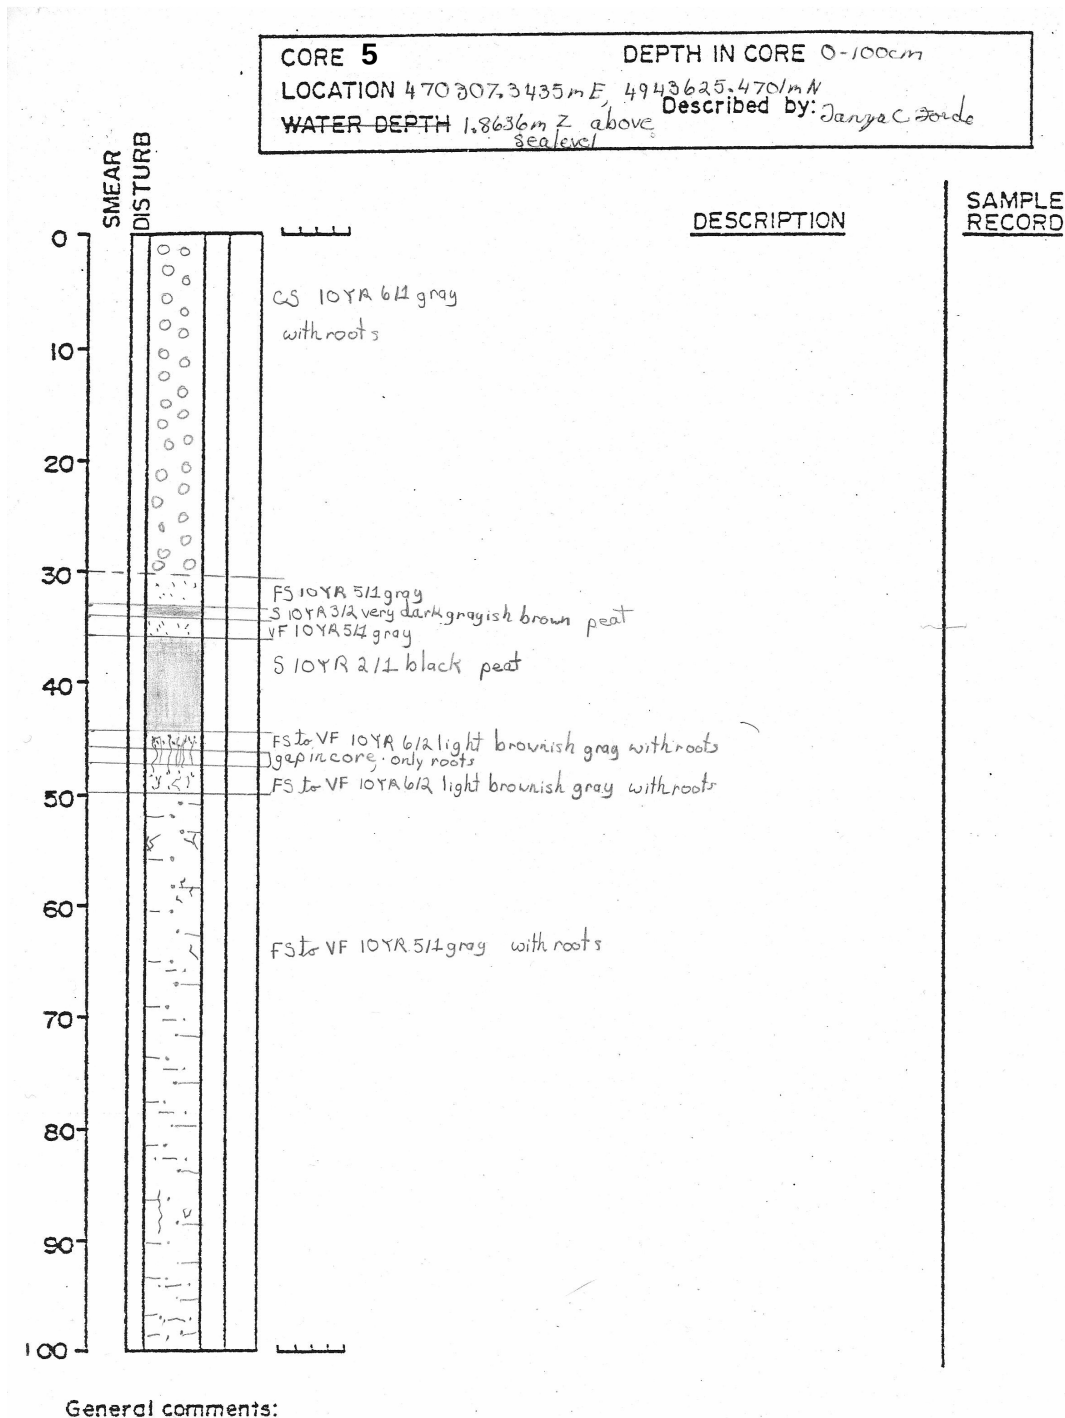 CORE 5 DEPTH IN CORE 0-100cm
LOCATION 470307.3435mE, 4943625.4701mN
WATER DEPTH 1.8636m Z above sealevel Described by: Tanya C Forde
SMEAR
DISTURB
DESCRIPTION
SAMPLE
RECORD
0
CS 10YR 6/1 gray
with roots
10
20
30
FS 10YR 5/1 gray
S 10YR 3/2 very dark grayish brown peat
VF 10YR 5/1 gray
S 10YR 2/1 black peat
40
FS to VF 10YR 6/2 light brownish gray with roots
gap in core - only roots
FS to VF 10YR 6/2 light brownish gray with roots
50
60
FS to VF 10YR 5/1 gray with roots
70
80
90
100
General comments: